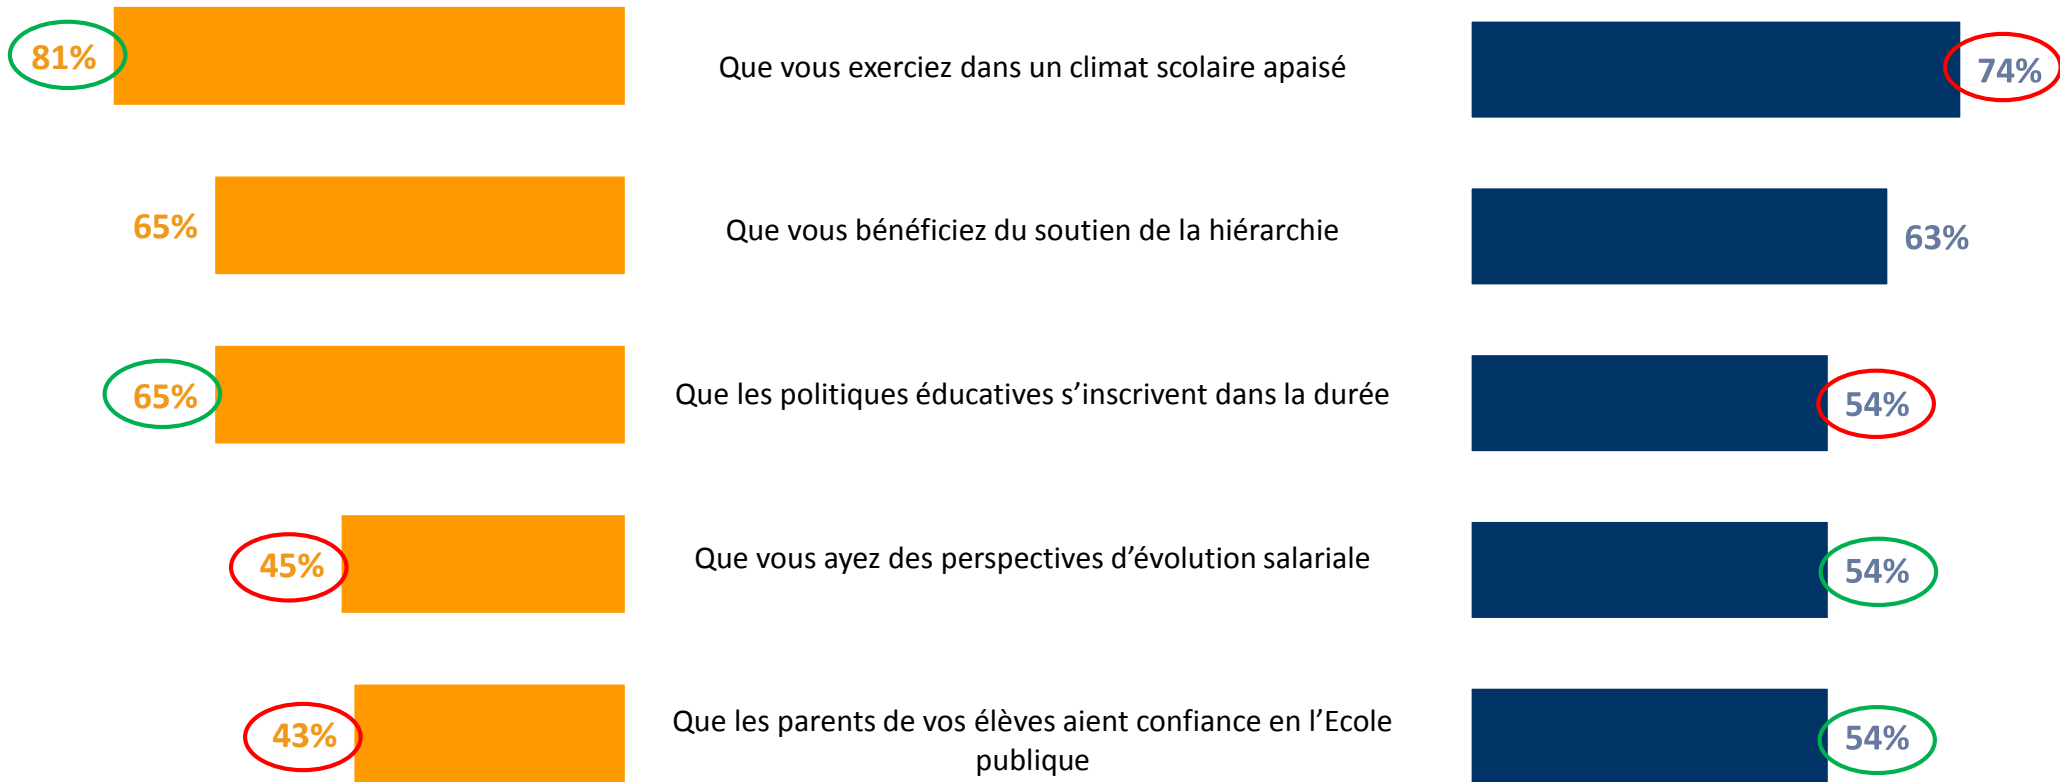 81%
Que vous exerciez dans un climat scolaire apaisé
74%
65%
Que vous bénéficiez du soutien de la hiérarchie
63%
65%
Que les politiques éducatives s’inscrivent dans la durée
54%
45%
Que vous ayez des perspectives d’évolution salariale
54%
43%
Que les parents de vos élèves aient confiance en l’Ecole
publique
54%